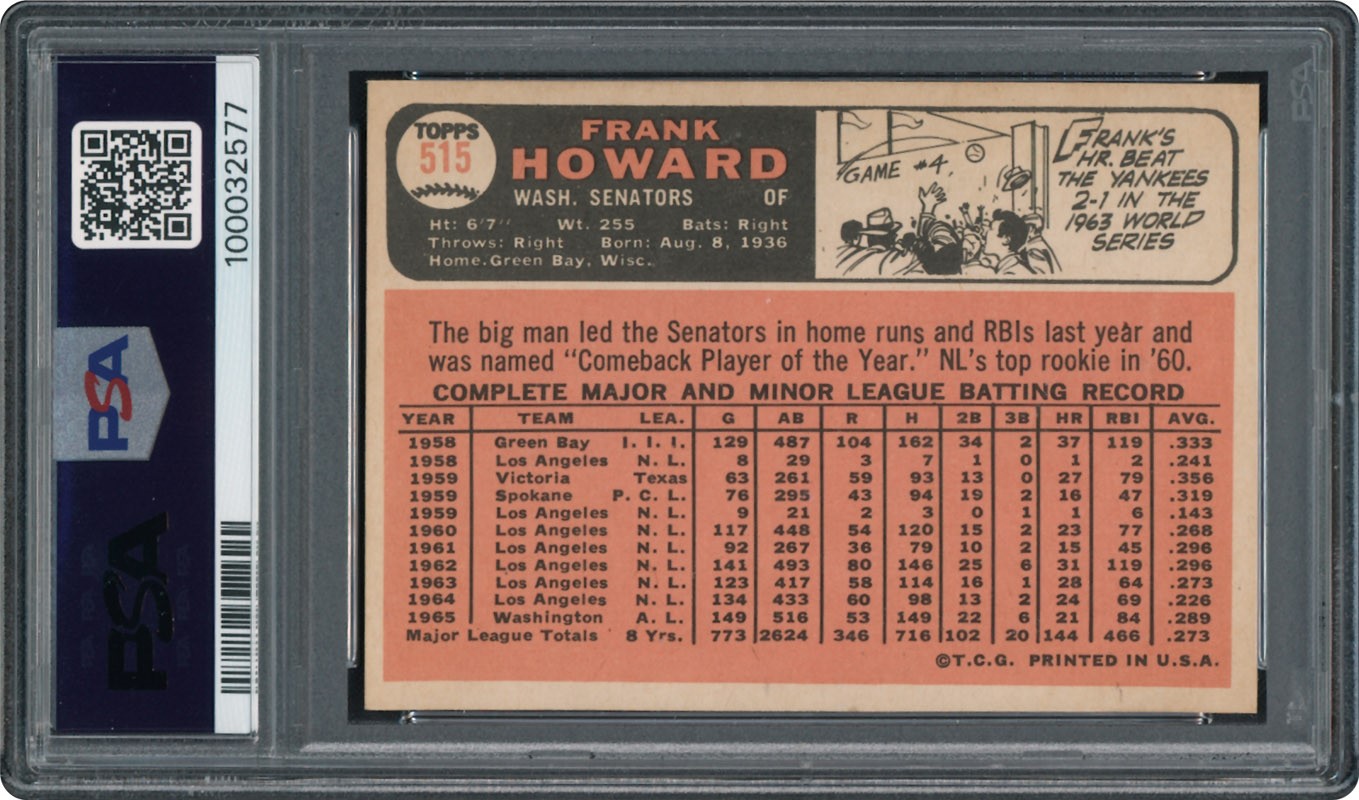 PSA
100032577
PSA
TOPPS
515
FRANK
HOWARD
WASH. SENATORS OF
Ht: 6'7" Wt. 255 Bats: Right
Throws: Right Born: Aug. 8, 1936
Home. Green Bay, Wisc.
GAME #4.
FRANK'S
HR. BEAT
THE YANKEES
2-1 IN THE
1963 WORLD
SERIES
The big man led the Senators in home runs and RBIs last year and
was named "Comeback Player of the Year." NL's top rookie in '60.
COMPLETE MAJOR AND MINOR LEAGUE BATTING RECORD
YEAR TEAM LEA. G AB R H 2B 3B HR RBI AVG.
1958 Green Bay I. I. I. 129 487 104 162 34 2 37 119 .333
1958 Los Angeles N. L. 8 29 3 7 1 0 1 2 .241
1959 Victoria Texas 63 261 59 93 13 0 27 79 .356
1959 Spokane P. C. L. 76 295 43 94 19 2 16 47 .319
1959 Los Angeles N. L. 9 21 2 3 0 1 1 6 .143
1960 Los Angeles N. L. 117 448 54 120 15 2 23 77 .268
1961 Los Angeles N. L. 92 267 36 79 10 2 15 45 .296
1962 Los Angeles N. L. 141 493 80 146 25 6 31 119 .296
1963 Los Angeles N. L. 123 417 58 114 16 1 28 64 .273
1964 Los Angeles N. L. 134 433 60 98 13 2 24 69 .226
1965 Washington A. L. 149 516 53 149 22 6 21 84 .289
Major League Totals 8 Yrs. 773 2624 346 716 102 20 144 466 .273
©T.C.G. PRINTED IN U.S.A.
PSA